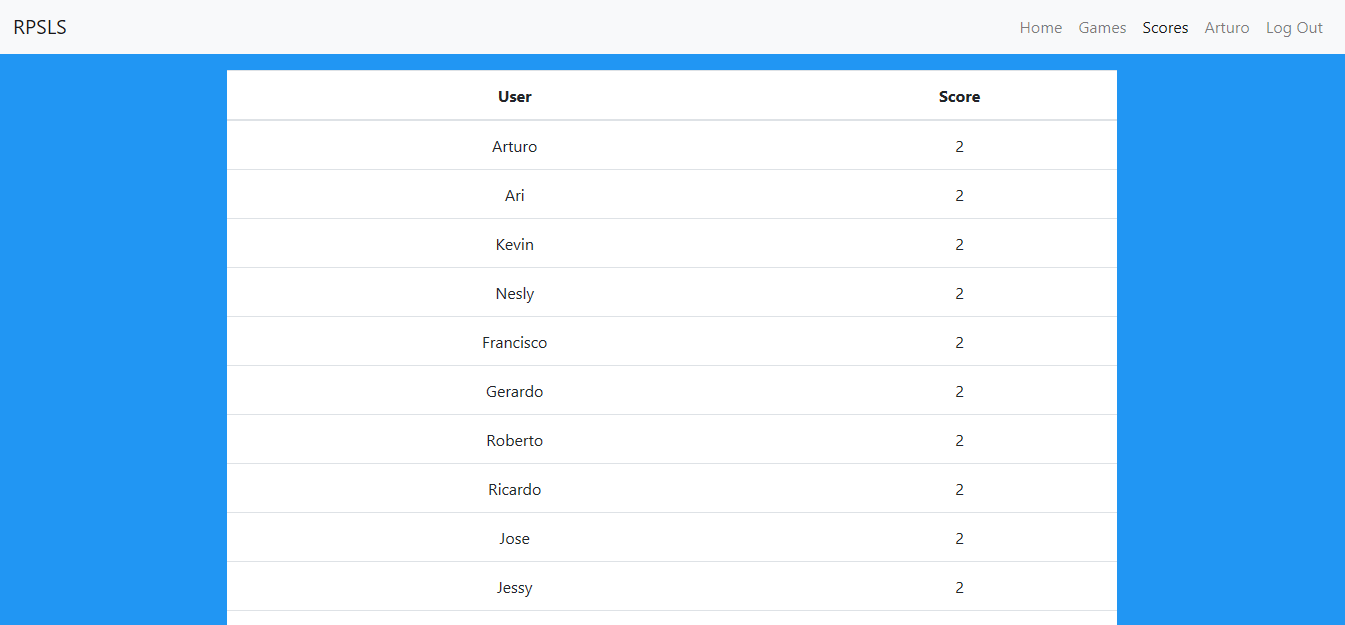 RPSLS Home Games Scores Arturo Log Out
User Score
Arturo 2
Ari 2
Kevin 2
Nesly 2
Francisco 2
Gerardo 2
Roberto 2
Ricardo 2
Jose 2
Jessy 2